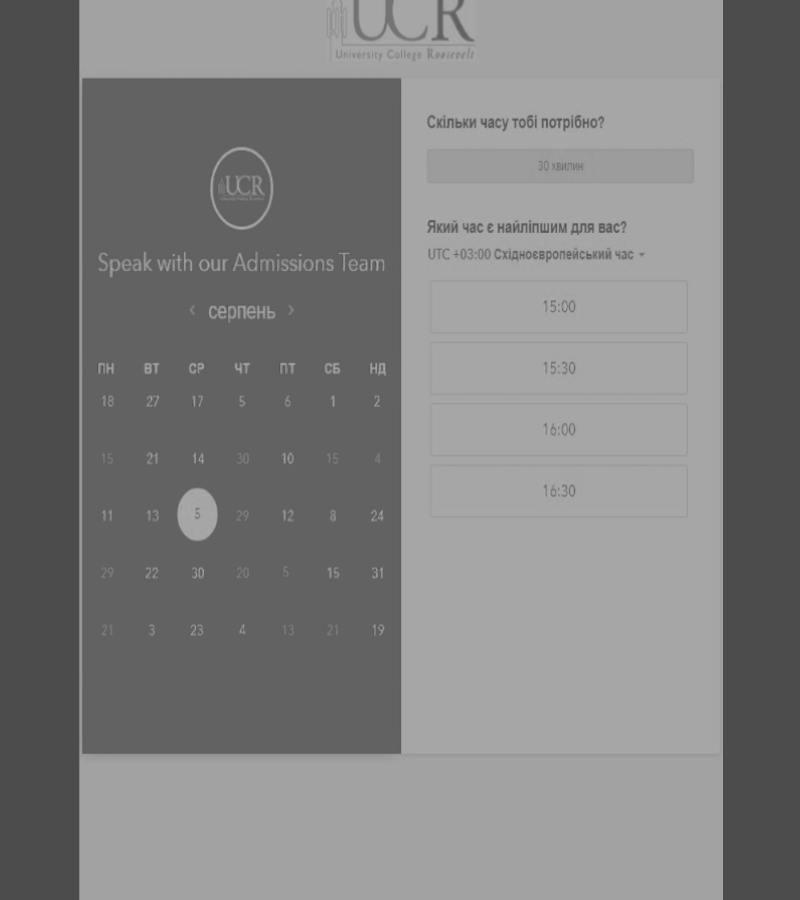 UCR
University College Roosevelt
UCR
Speak with our Admissions Team
‹ серпень ›
ПН ВТ СР ЧТ ПТ СБ НД
18 27 17 5 6 1 2
15 21 14 30 10 15 4
11 13 5 29 12 8 24
29 22 30 20 5 15 31
21 3 23 4 13 21 19
Скільки часу тобі потрібно?
30 хвилин
Який час є найліпшим для вас?
UTC +03:00 Східноєвропейський час
15:00
15:30
16:00
16:30